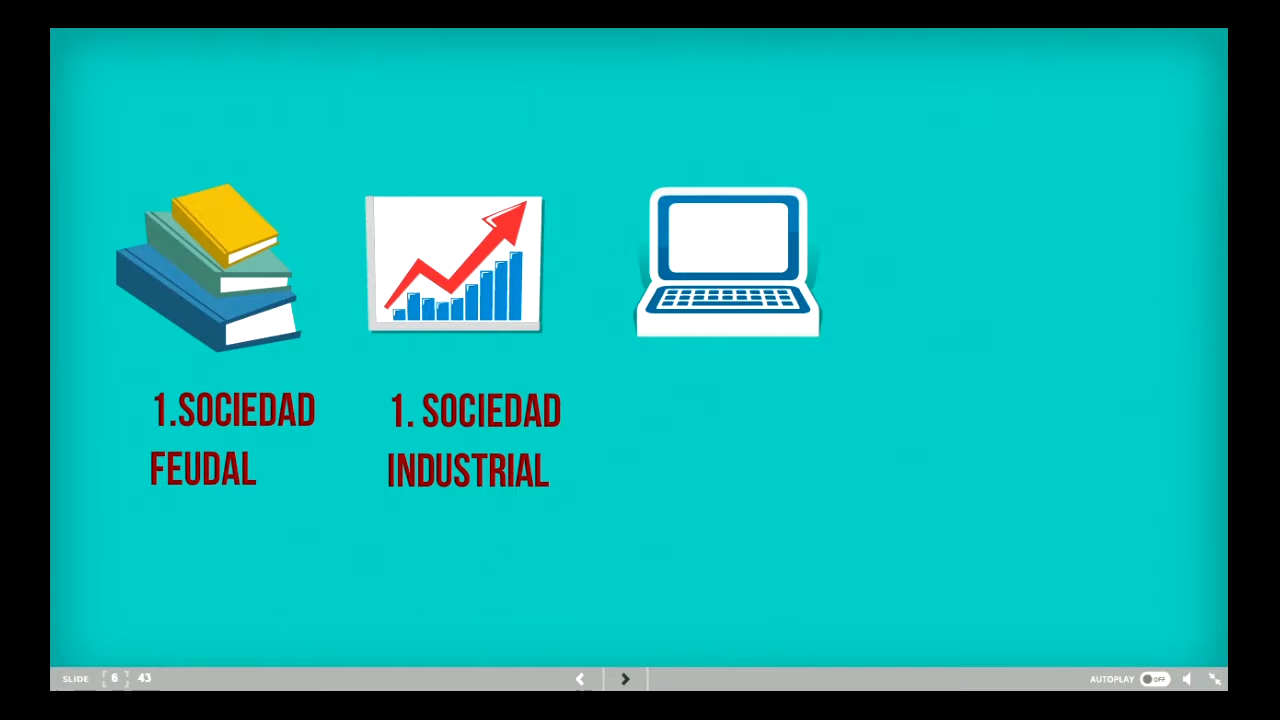 1.SOCIEDAD
FEUDAL
1. SOCIEDAD
INDUSTRIAL
SLIDE [ 6 ] 43
AUTOPLAY OFF